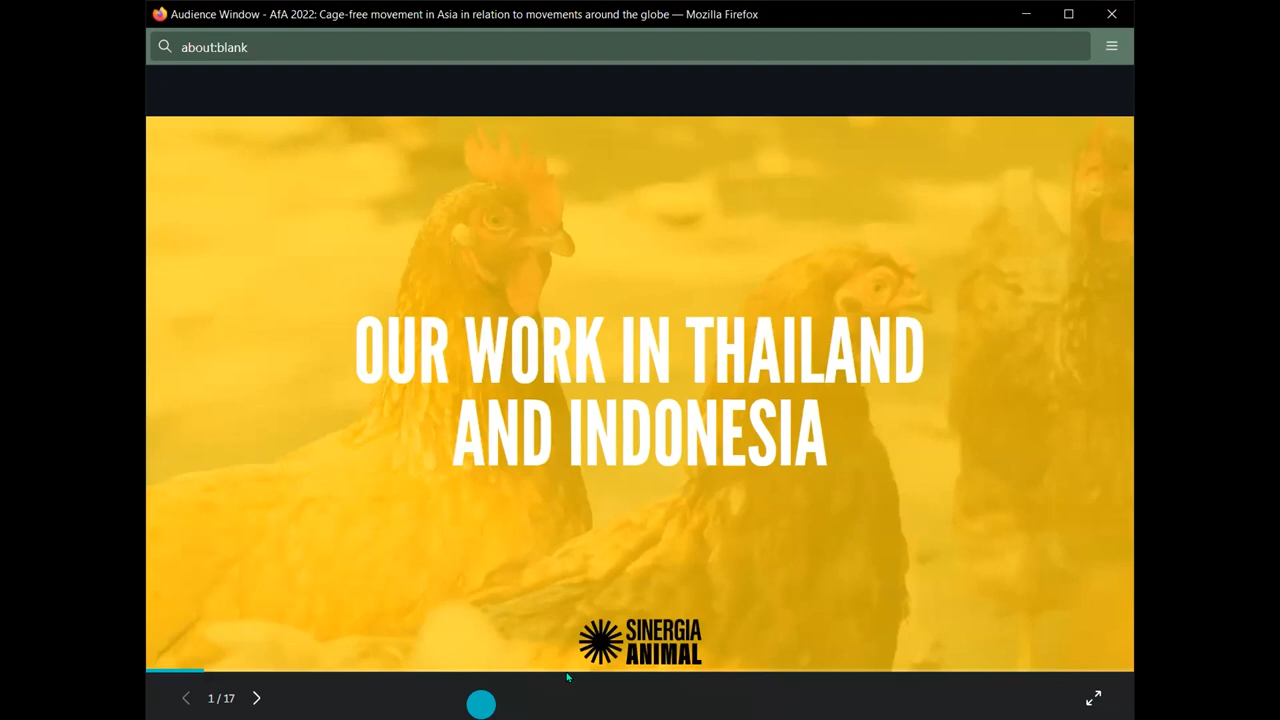 Audience Window - AfA 2022: Cage-free movement in Asia in relation to movements around the globe — Mozilla Firefox
about:blank
OUR WORK IN THAILAND
AND INDONESIA
SINERGIA
ANIMAL
1 / 17